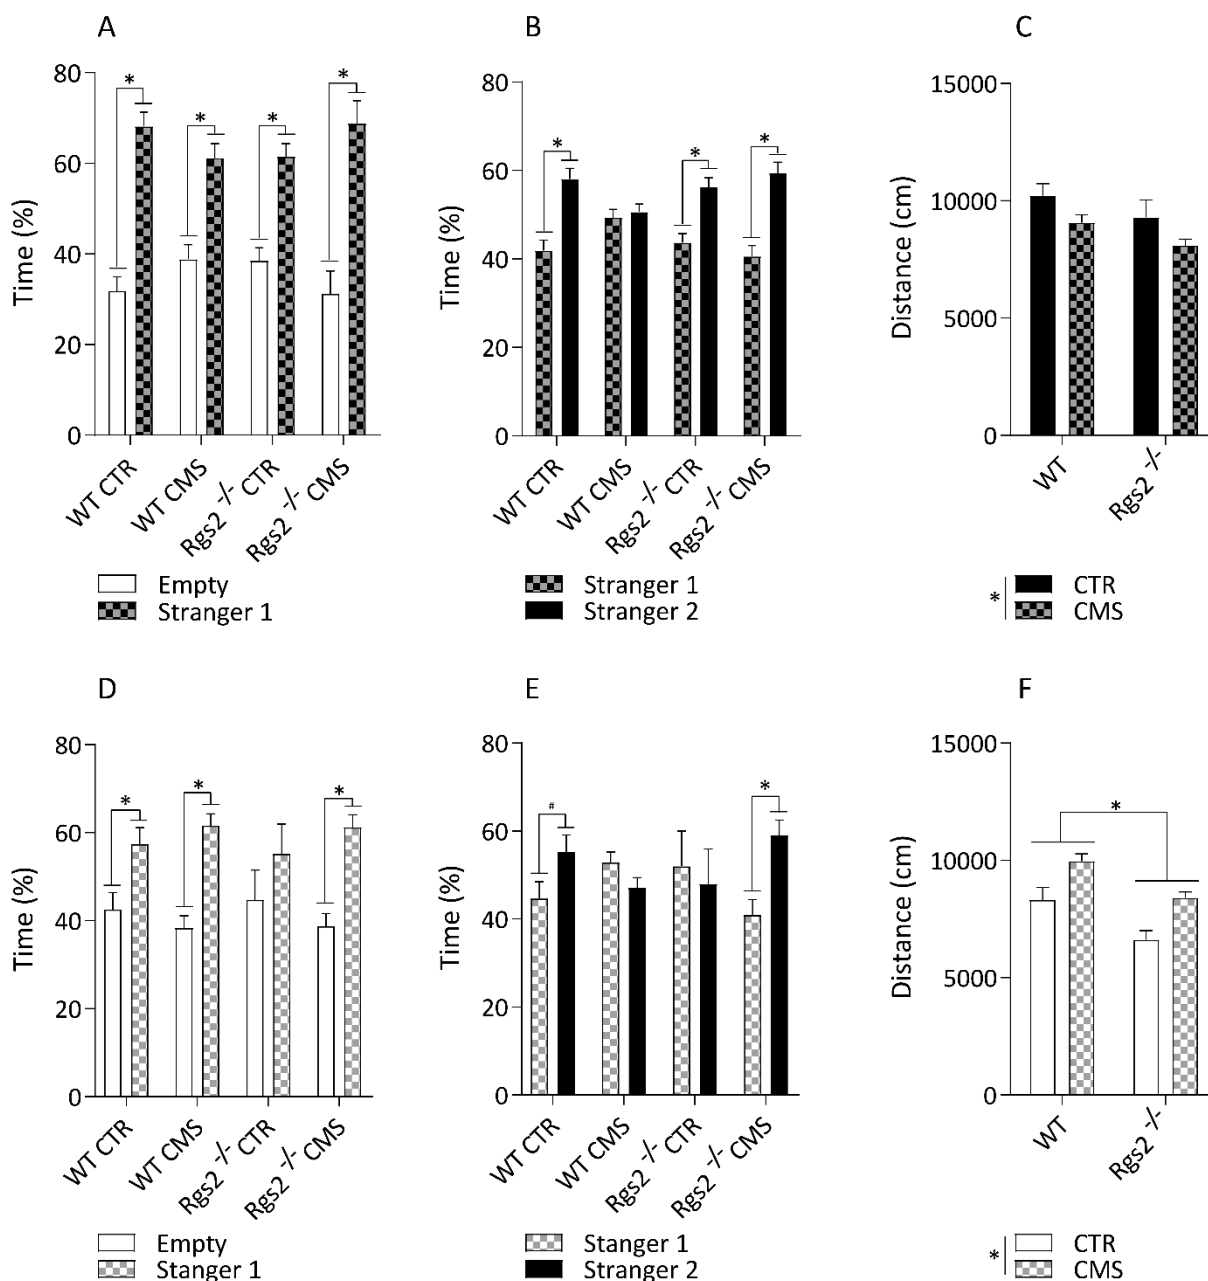 A
Time (%)
80
60
40
20
0
*
*
*
*
WT CTR
WT CMS
Rgs2 -/- CTR
Rgs2 -/- CMS
Empty
Stranger 1
B
Time (%)
80
60
40
20
0
*
*
*
WT CTR
WT CMS
Rgs2 -/- CTR
Rgs2 -/- CMS
Stranger 1
Stranger 2
C
Distance (cm)
15000
10000
5000
0
WT
Rgs2 -/-
*
CTR
CMS
D
Time (%)
80
60
40
20
0
*
*
*
WT CTR
WT CMS
Rgs2 -/- CTR
Rgs2 -/- CMS
Empty
Stanger 1
E
Time (%)
80
60
40
20
0
#
*
WT CTR
WT CMS
Rgs2 -/- CTR
Rgs2 -/- CMS
Stanger 1
Stranger 2
F
Distance (cm)
15000
10000
5000
0
*
WT
Rgs2 -/-
*
CTR
CMS